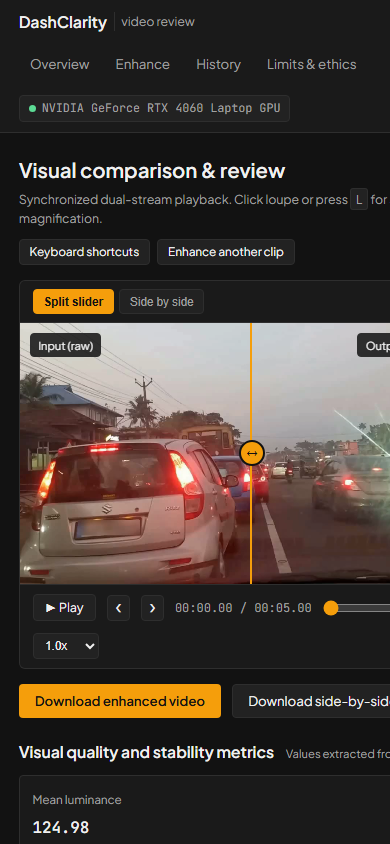 DashClarity video review
Overview Enhance History Limits & ethics
NVIDIA GeForce RTX 4060 Laptop GPU
Visual comparison & review
Synchronized dual-stream playback. Click loupe or press L for
magnification.
Keyboard shortcuts Enhance another clip
Split slider Side by side
Input (raw) Outp
▶ Play ‹ › 00:00.00 / 00:05.00
1.0x
Download enhanced video Download side-by-sid
Visual quality and stability metrics Values extracted fro
Mean luminance
124.98